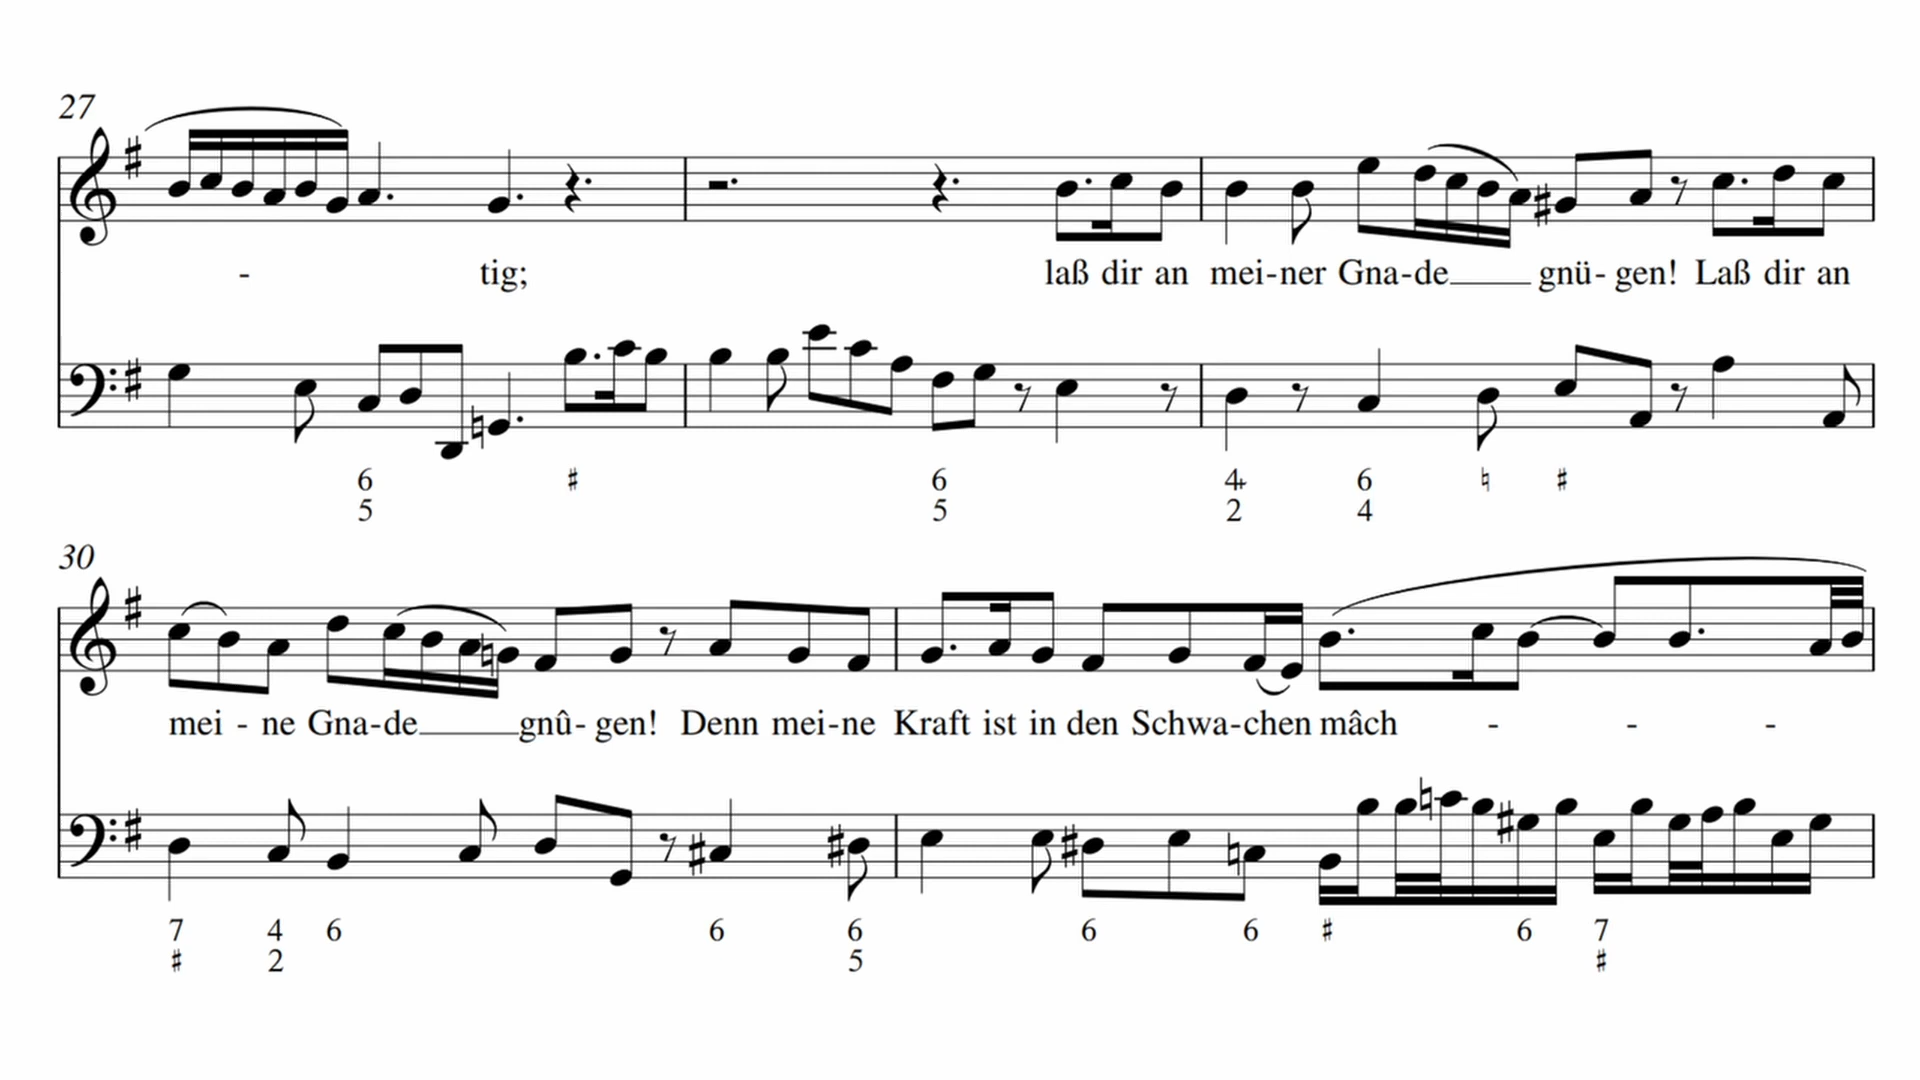 27
- tig; laß dir an mei-ner Gna-de gnü- gen! Laß dir an
6 ♯ 6 4+ 6 ♮ ♯
5 5 2 4
30
mei - ne Gna-de gnû- gen! Denn mei-ne Kraft ist in den Schwa-chen mâch - - -
7 4 6 6 6 6 6 ♯ 6 7
♯ 2 5 ♯